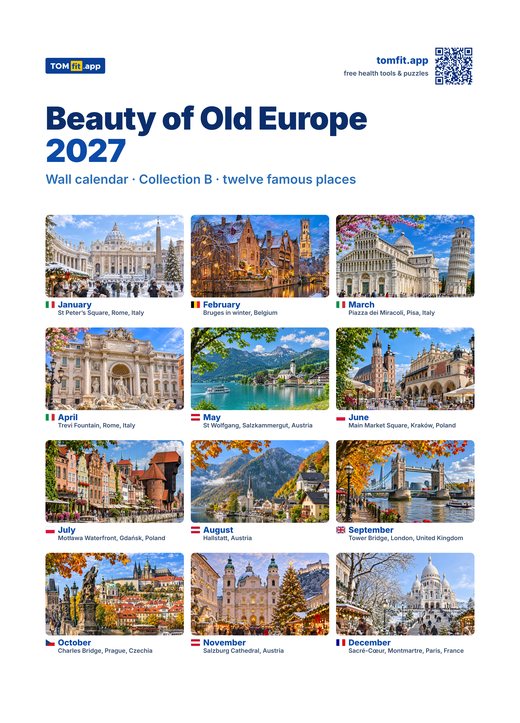 TOM fit .app
tomfit.app
free health tools & puzzles
Beauty of Old Europe
2027
Wall calendar · Collection B · twelve famous places
January
St Peter's Square, Rome, Italy
February
Bruges in winter, Belgium
March
Piazza dei Miracoli, Pisa, Italy
April
Trevi Fountain, Rome, Italy
May
St Wolfgang, Salzkammergut, Austria
June
Main Market Square, Kraków, Poland
July
Motława Waterfront, Gdańsk, Poland
August
Hallstatt, Austria
September
Tower Bridge, London, United Kingdom
October
Charles Bridge, Prague, Czechia
November
Salzburg Cathedral, Austria
December
Sacré-Cœur, Montmartre, Paris, France